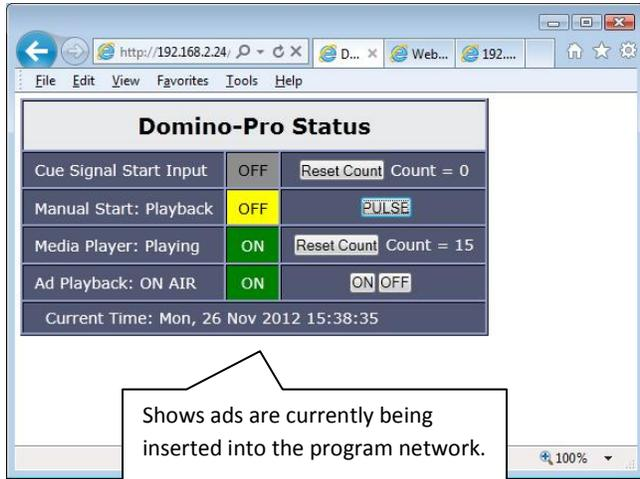 http://192.168.2.24/
D...
Web...
192....
File Edit View Favorites Tools Help
Domino-Pro Status
Cue Signal Start Input OFF Reset Count Count = 0
Manual Start: Playback OFF PULSE
Media Player: Playing ON Reset Count Count = 15
Ad Playback: ON AIR ON ON OFF
Current Time: Mon, 26 Nov 2012 15:38:35
Shows ads are currently being
inserted into the program network.
100%